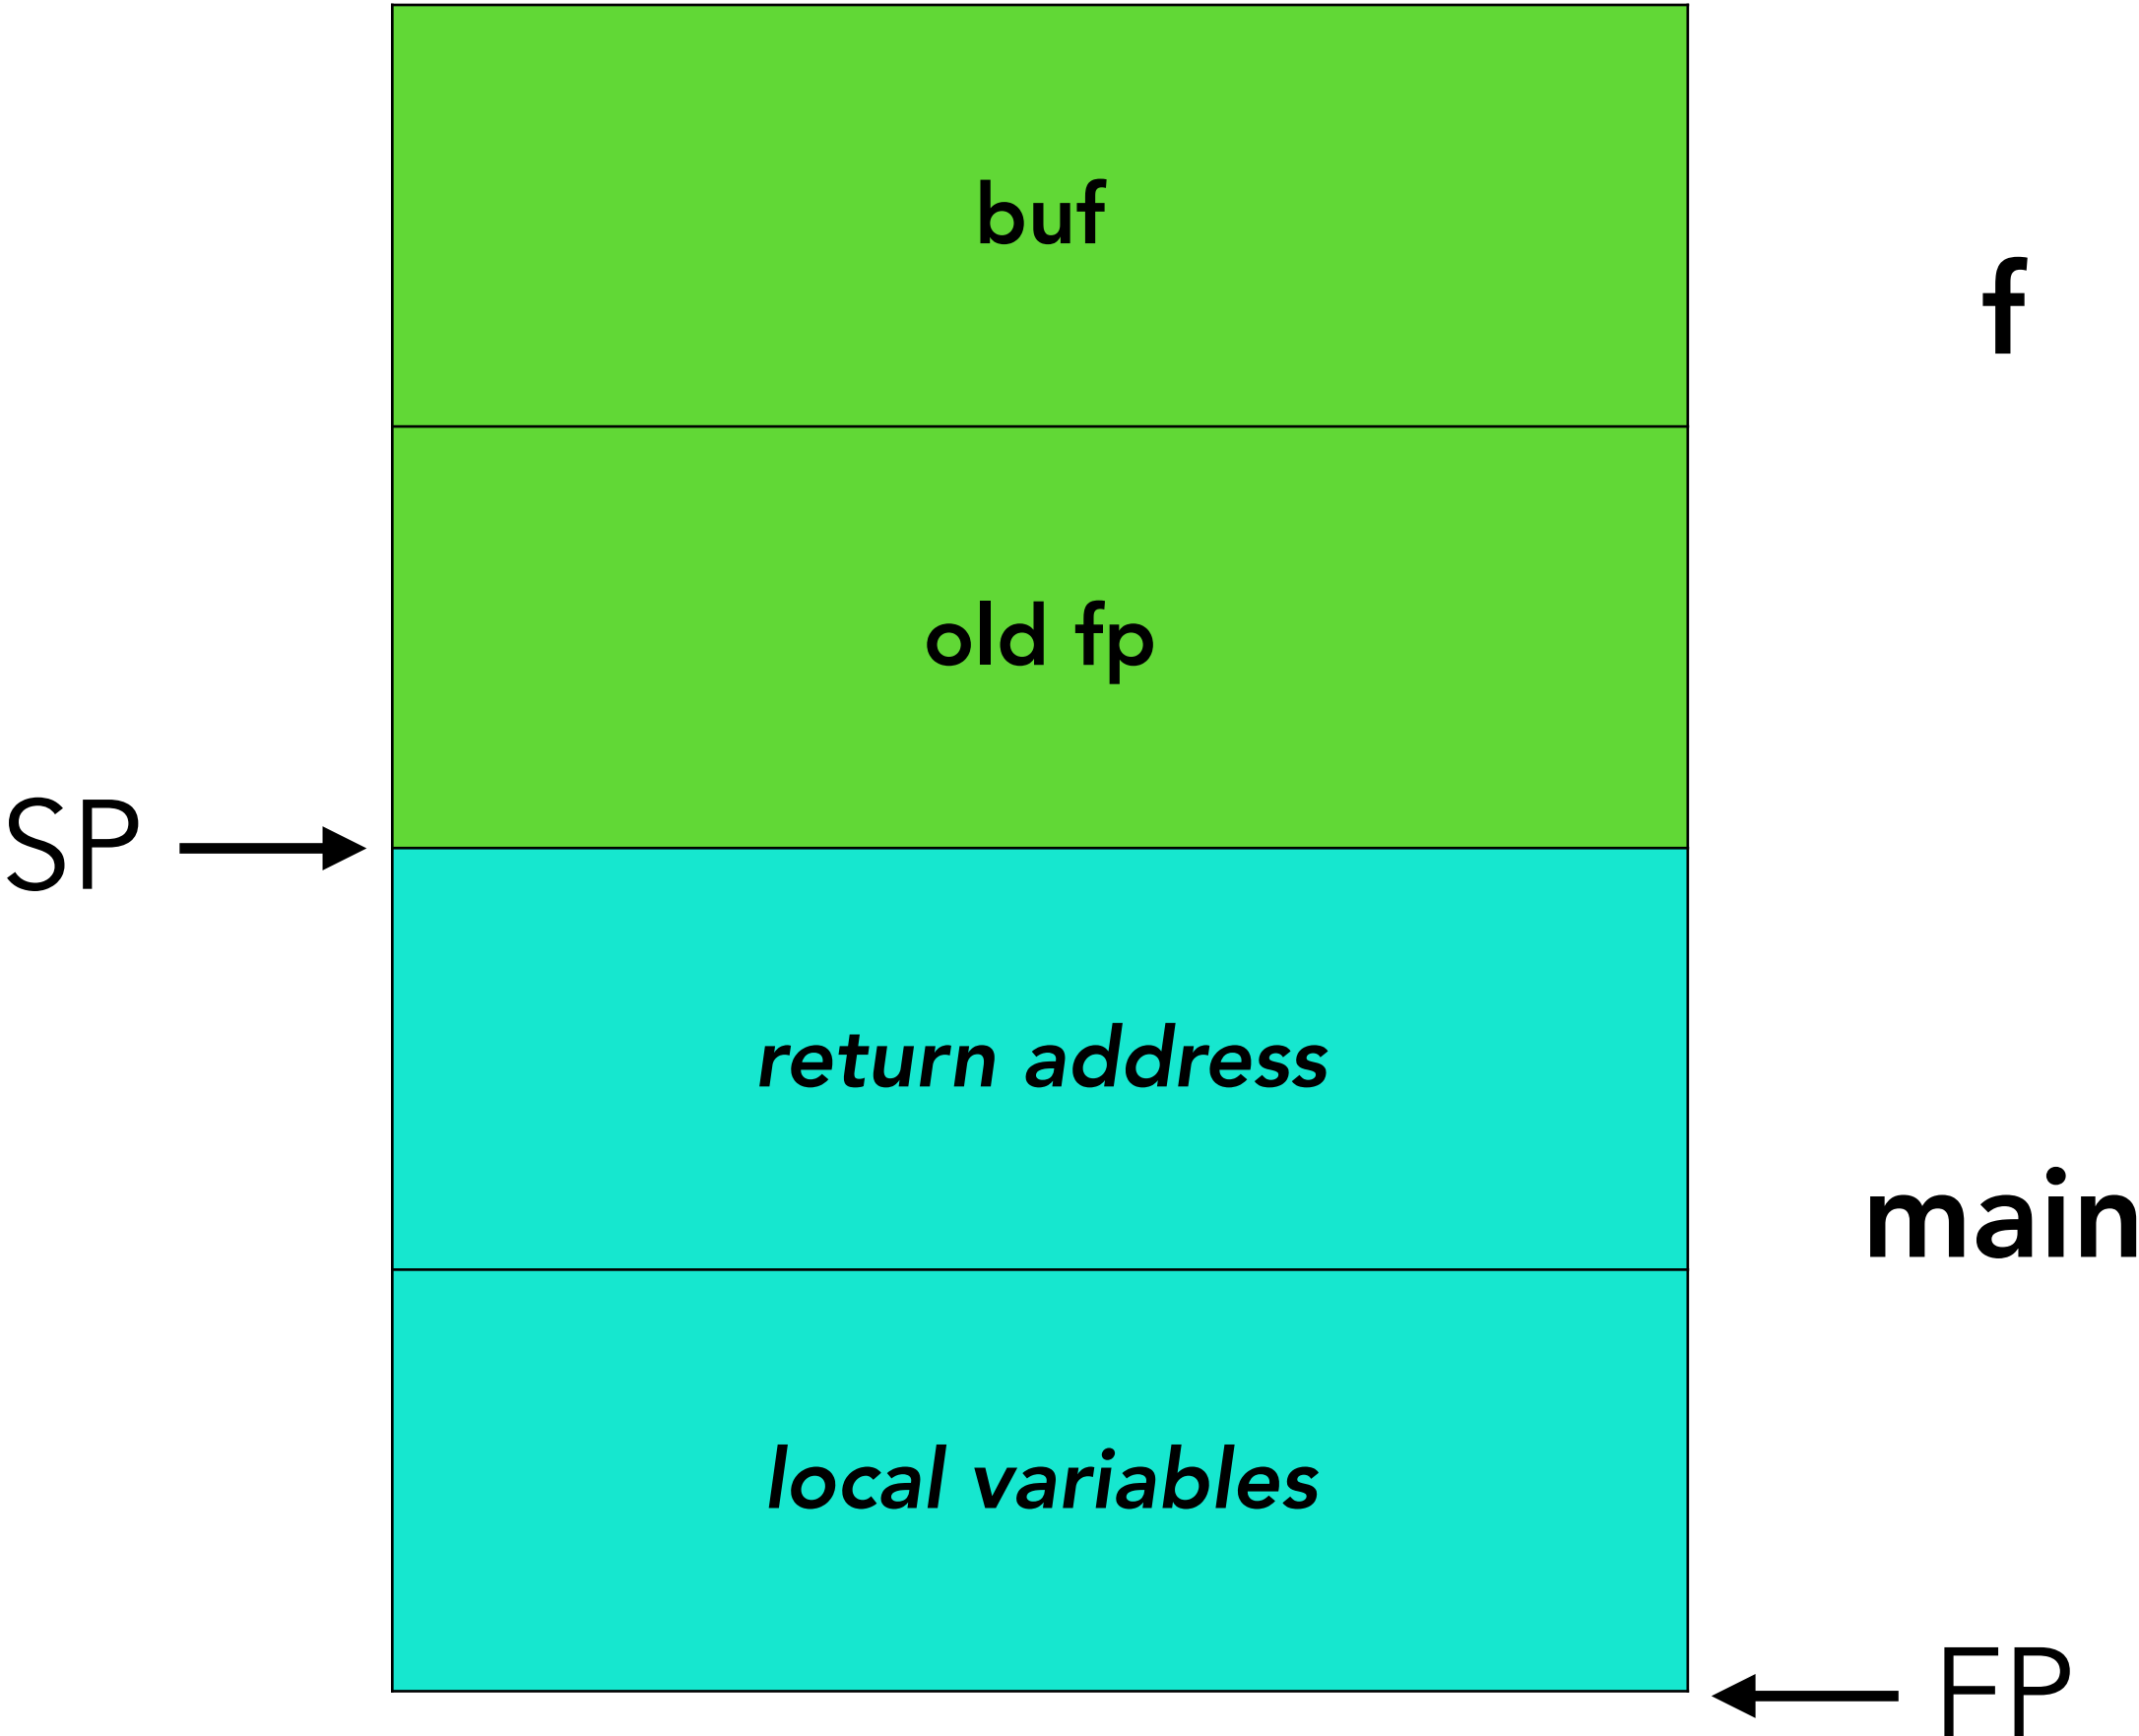 buf
f
old fp
SP
return address
main
local variables
FP